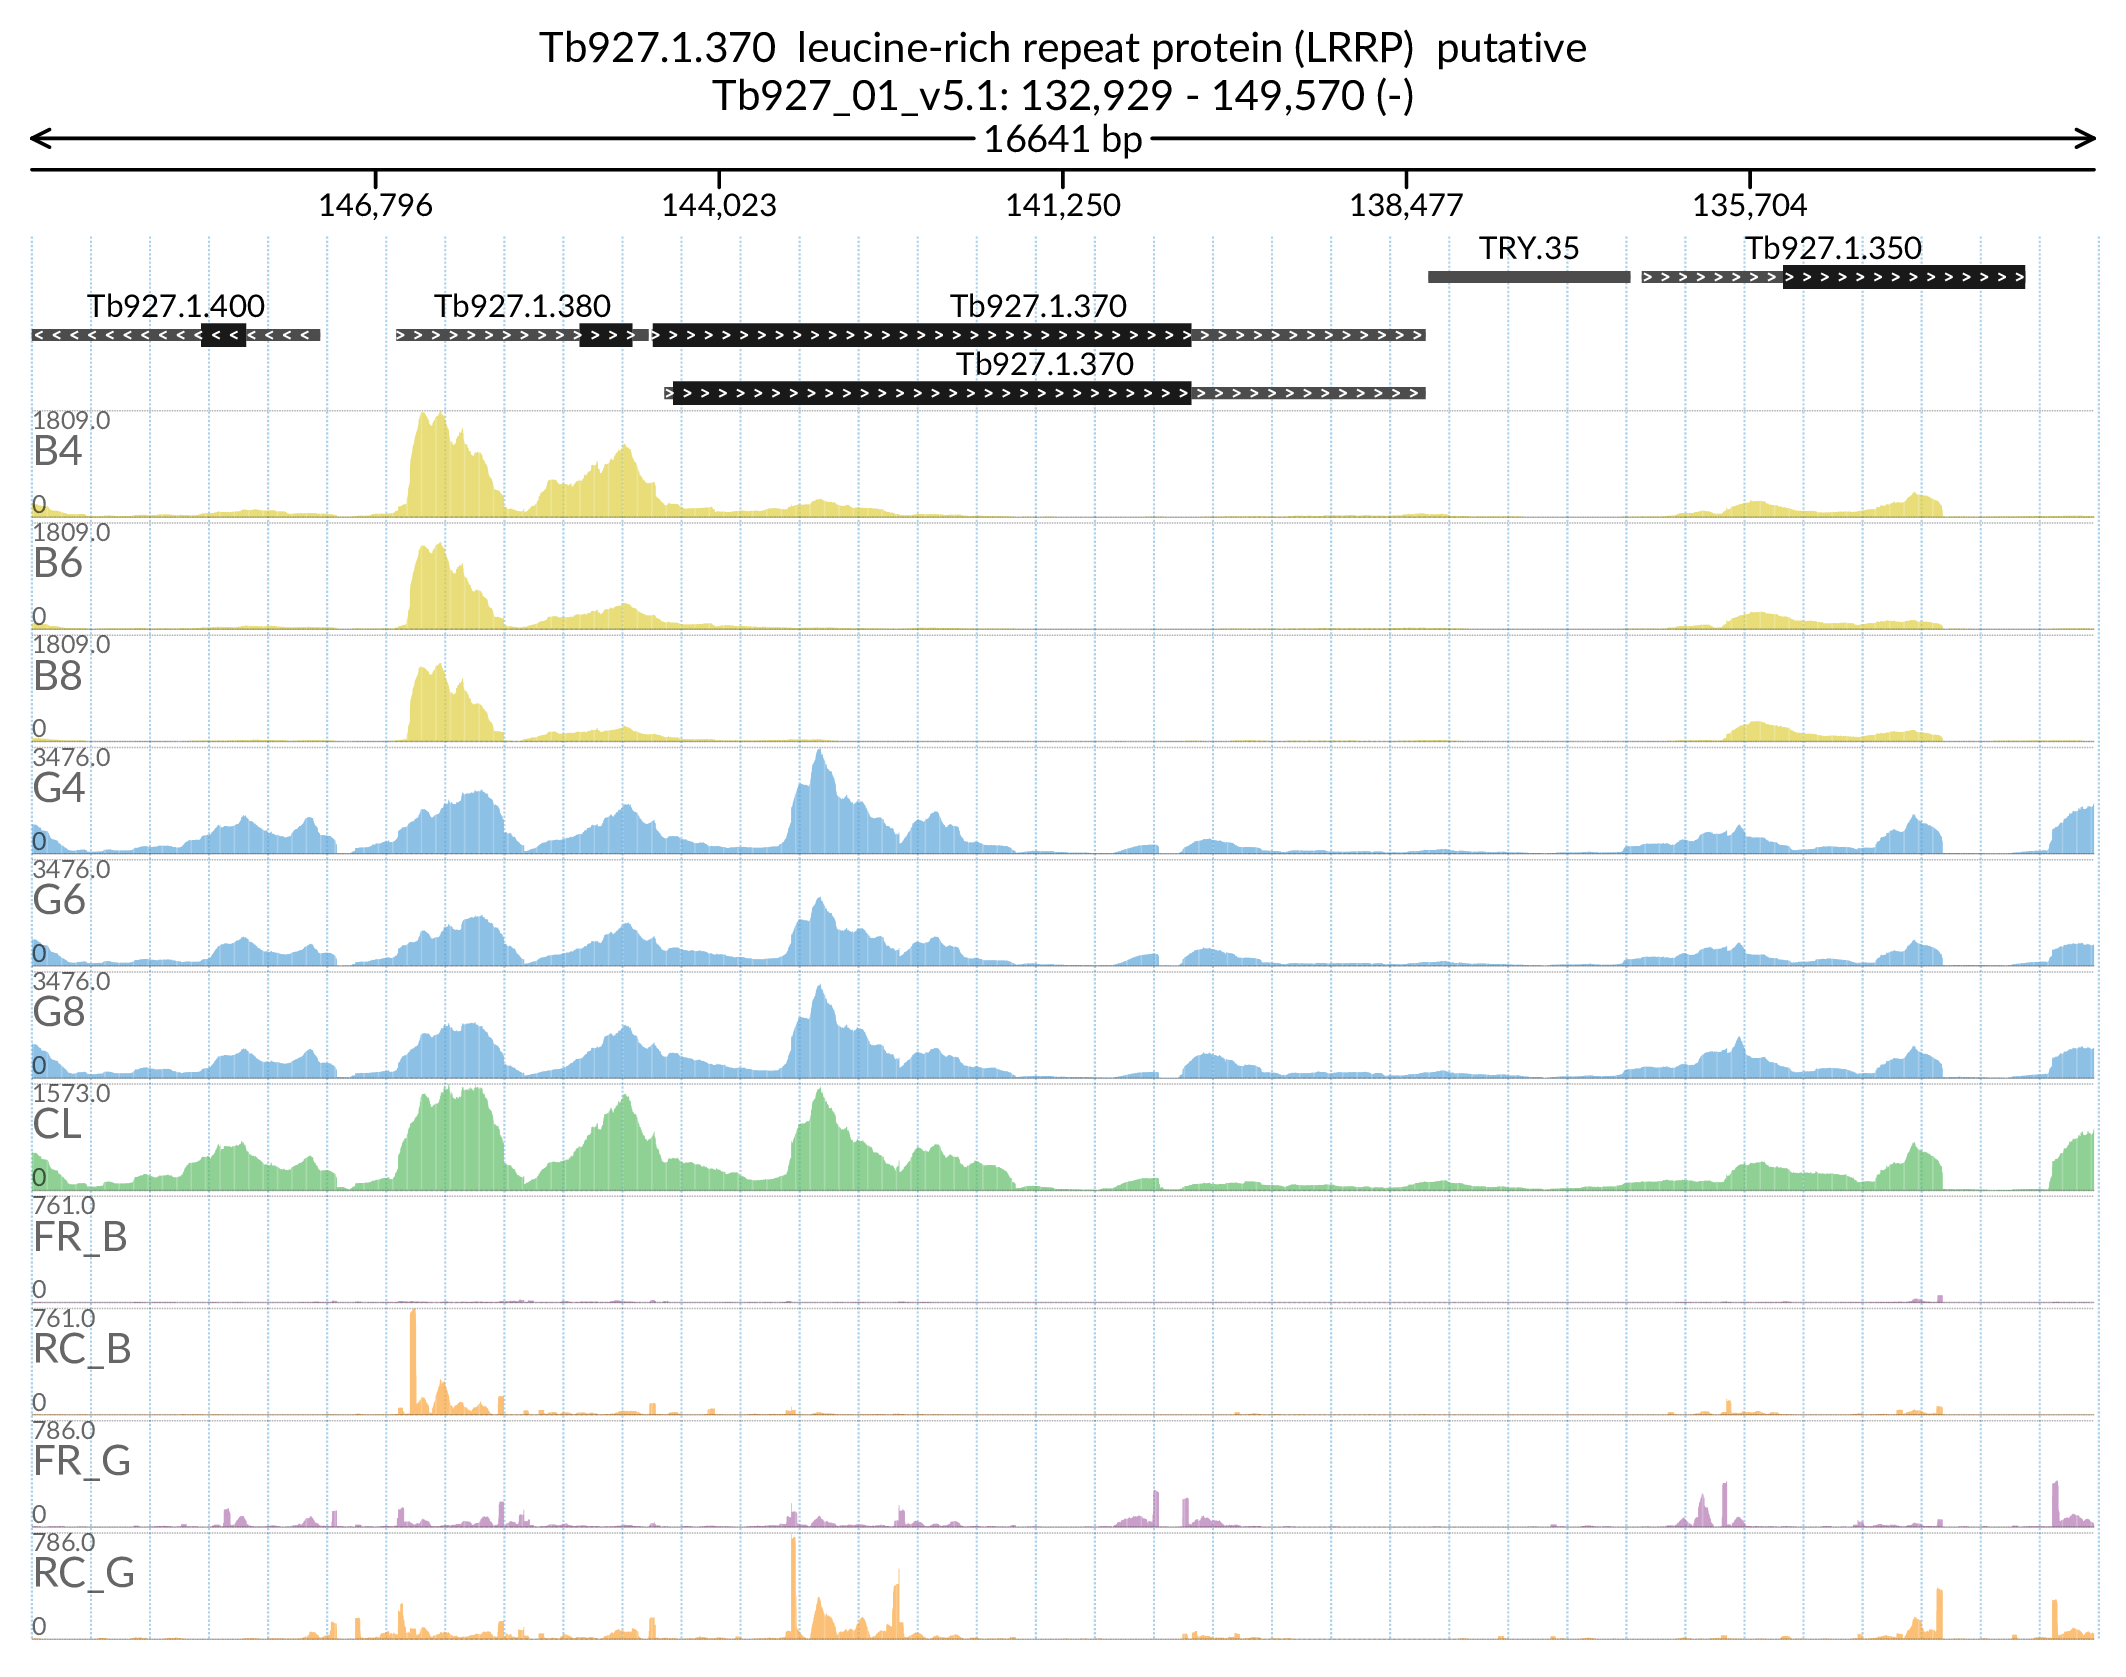 Tb927.1.370  leucine-rich repeat protein (LRRP)  putative
Tb927_01_v5.1: 132,929 - 149,570 (-)
16641 bp
146,796 144,023 141,250 138,477 135,704
TRY.35 Tb927.1.350
Tb927.1.400 Tb927.1.380 Tb927.1.370
Tb927.1.370
1809.0
B4
0
1809.0
B6
0
1809.0
B8
0
3476.0
G4
0
3476.0
G6
0
3476.0
G8
0
1573.0
CL
0
761.0
FR_B
0
761.0
RC_B
0
786.0
FR_G
0
786.0
RC_G
0